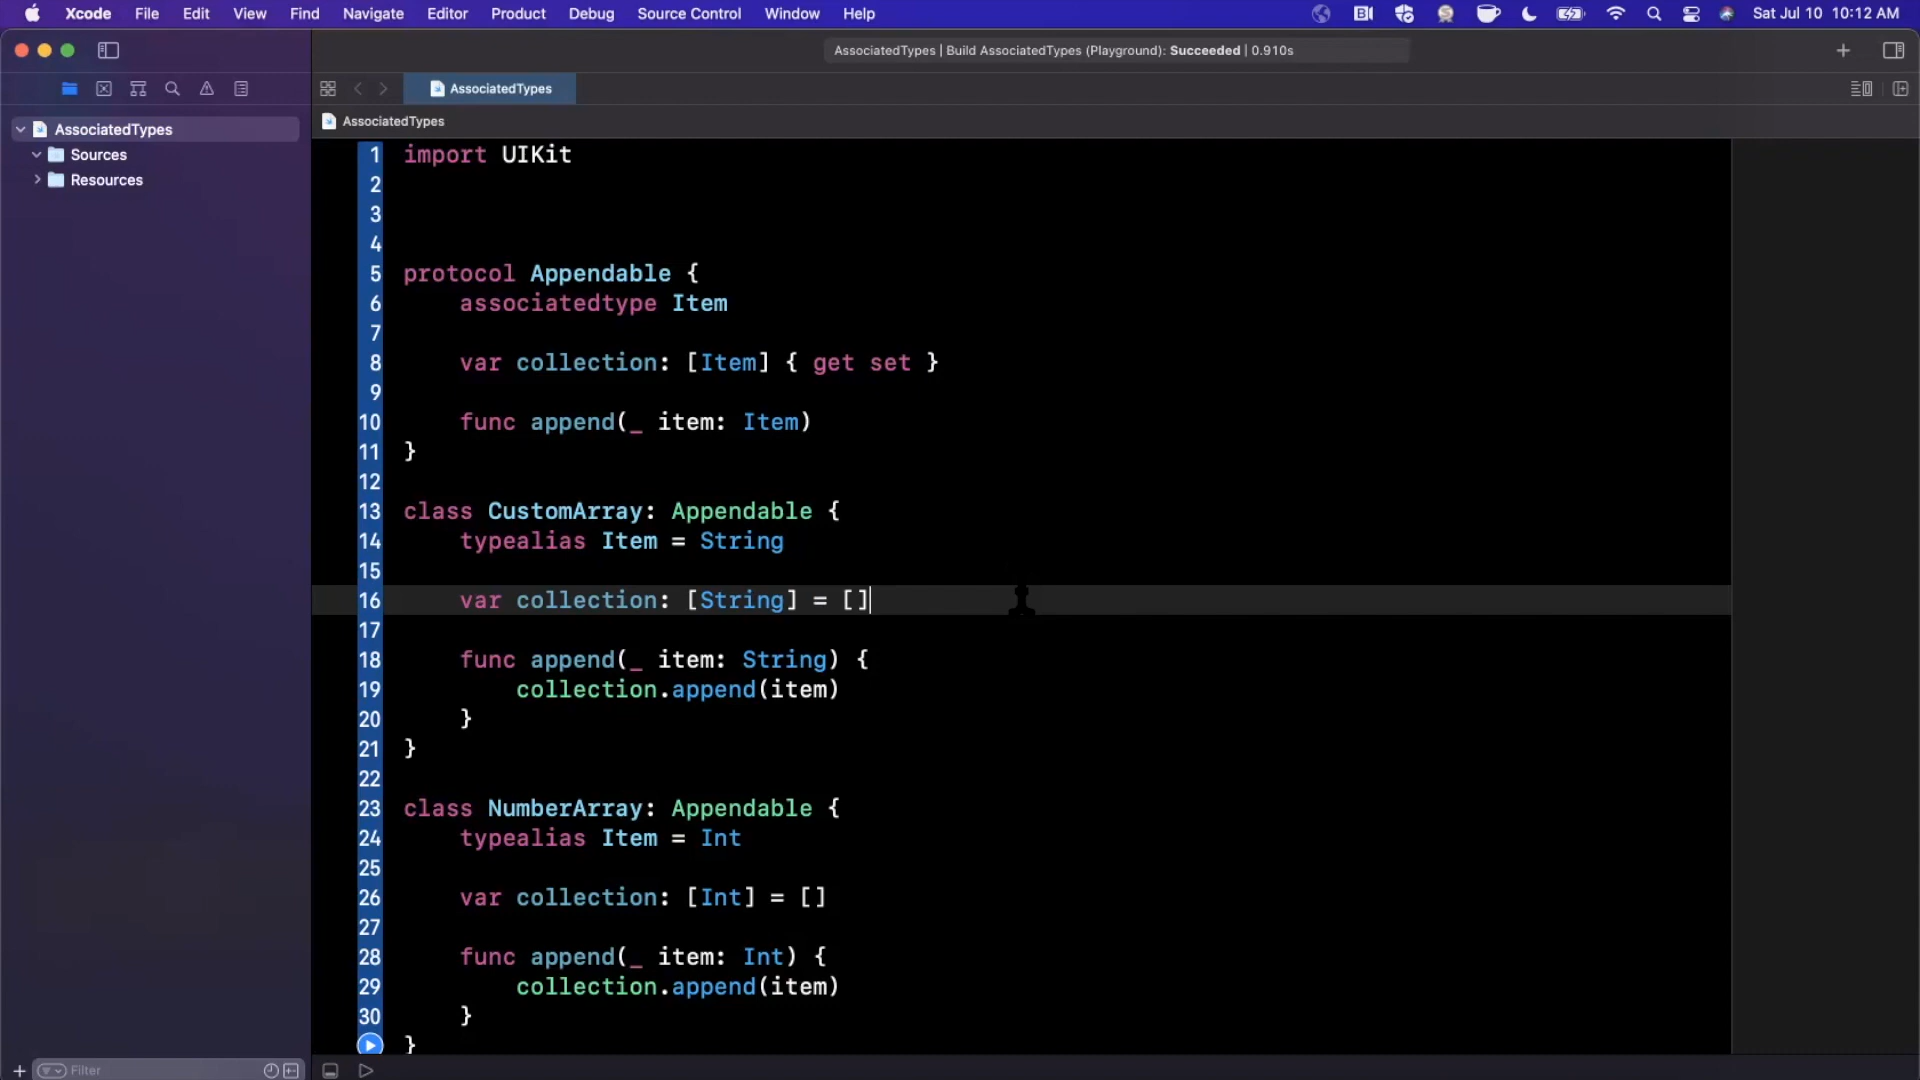 Xcode File Edit View Find Navigate Editor Product Debug Source Control Window Help Sat Jul 10 10:12 AM
AssociatedTypes | Build AssociatedTypes (Playground): Succeeded | 0.910s
AssociatedTypes
AssociatedTypes
AssociatedTypes
Sources
Resources
1 import UIKit
2
3
4
5 protocol Appendable {
6 associatedtype Item
7
8 var collection: [Item] { get set }
9
10 func append(_ item: Item)
11 }
12
13 class CustomArray: Appendable {
14 typealias Item = String
15
16 var collection: [String] = []
17
18 func append(_ item: String) {
19 collection.append(item)
20 }
21 }
22
23 class NumberArray: Appendable {
24 typealias Item = Int
25
26 var collection: [Int] = []
27
28 func append(_ item: Int) {
29 collection.append(item)
30 }
}
Filter